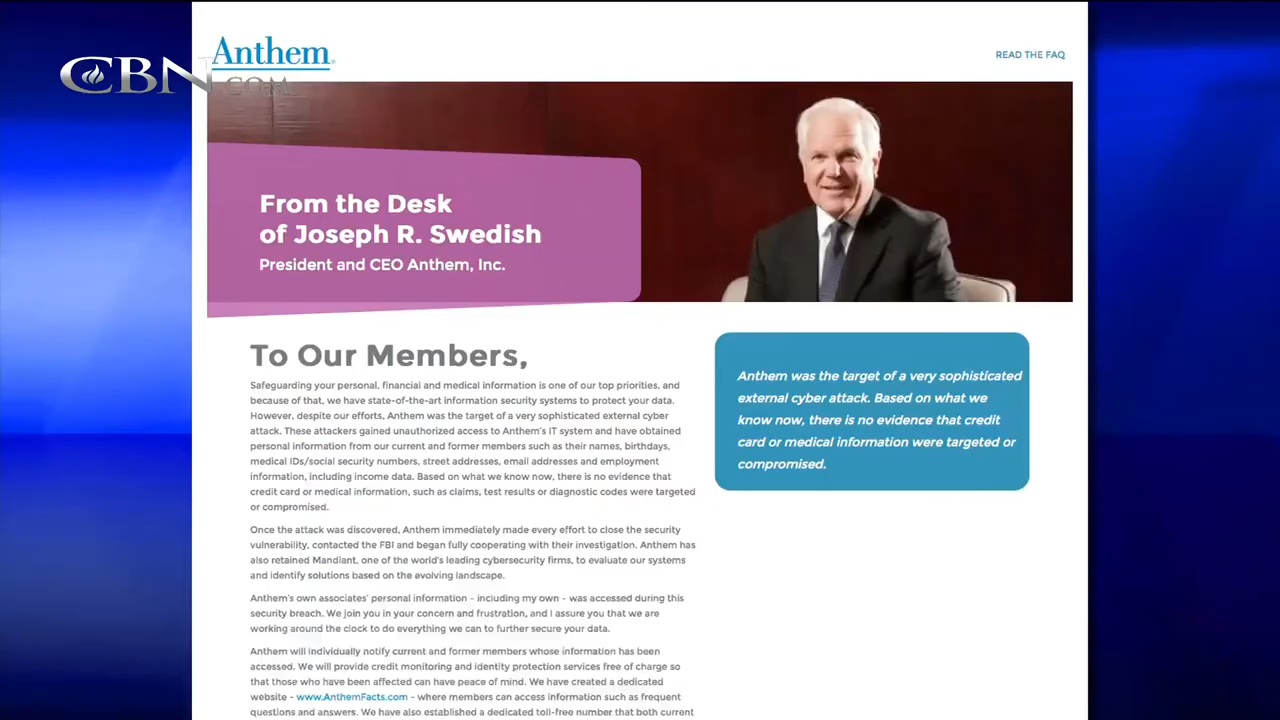 CBN
.COM
Anthem
READ THE FAQ
From the Desk
of Joseph R. Swedish
President and CEO Anthem, Inc.
To Our Members,
Safeguarding your personal, financial and medical information is one of our top priorities, and
because of that, we have state-of-the-art information security systems to protect your data.
However, despite our efforts, Anthem was the target of a very sophisticated external cyber
attack. These attackers gained unauthorized access to Anthem's IT system and have obtained
personal information from our current and former members such as their names, birthdays,
medical IDs/social security numbers, street addresses, email addresses and employment
information, including income data. Based on what we know now, there is no evidence that
credit card or medical information, such as claims, test results or diagnostic codes were targeted
or compromised.
Once the attack was discovered, Anthem immediately made every effort to close the security
vulnerability, contacted the FBI and began fully cooperating with their investigation. Anthem has
also retained Mandiant, one of the world's leading cybersecurity firms, to evaluate our systems
and identify solutions based on the evolving landscape.
Anthem's own associates' personal information – including my own – was accessed during this
security breach. We join you in your concern and frustration, and I assure you that we are
working around the clock to do everything we can to further secure your data.
Anthem will individually notify current and former members whose information has been
accessed. We will provide credit monitoring and identity protection services free of charge so
that those who have been affected can have peace of mind. We have created a dedicated
website - www.AnthemFacts.com - where members can access information such as frequent
questions and answers. We have also established a dedicated toll-free number that both current
Anthem was the target of a very sophisticated
external cyber attack. Based on what we
know now, there is no evidence that credit
card or medical information were targeted or
compromised.